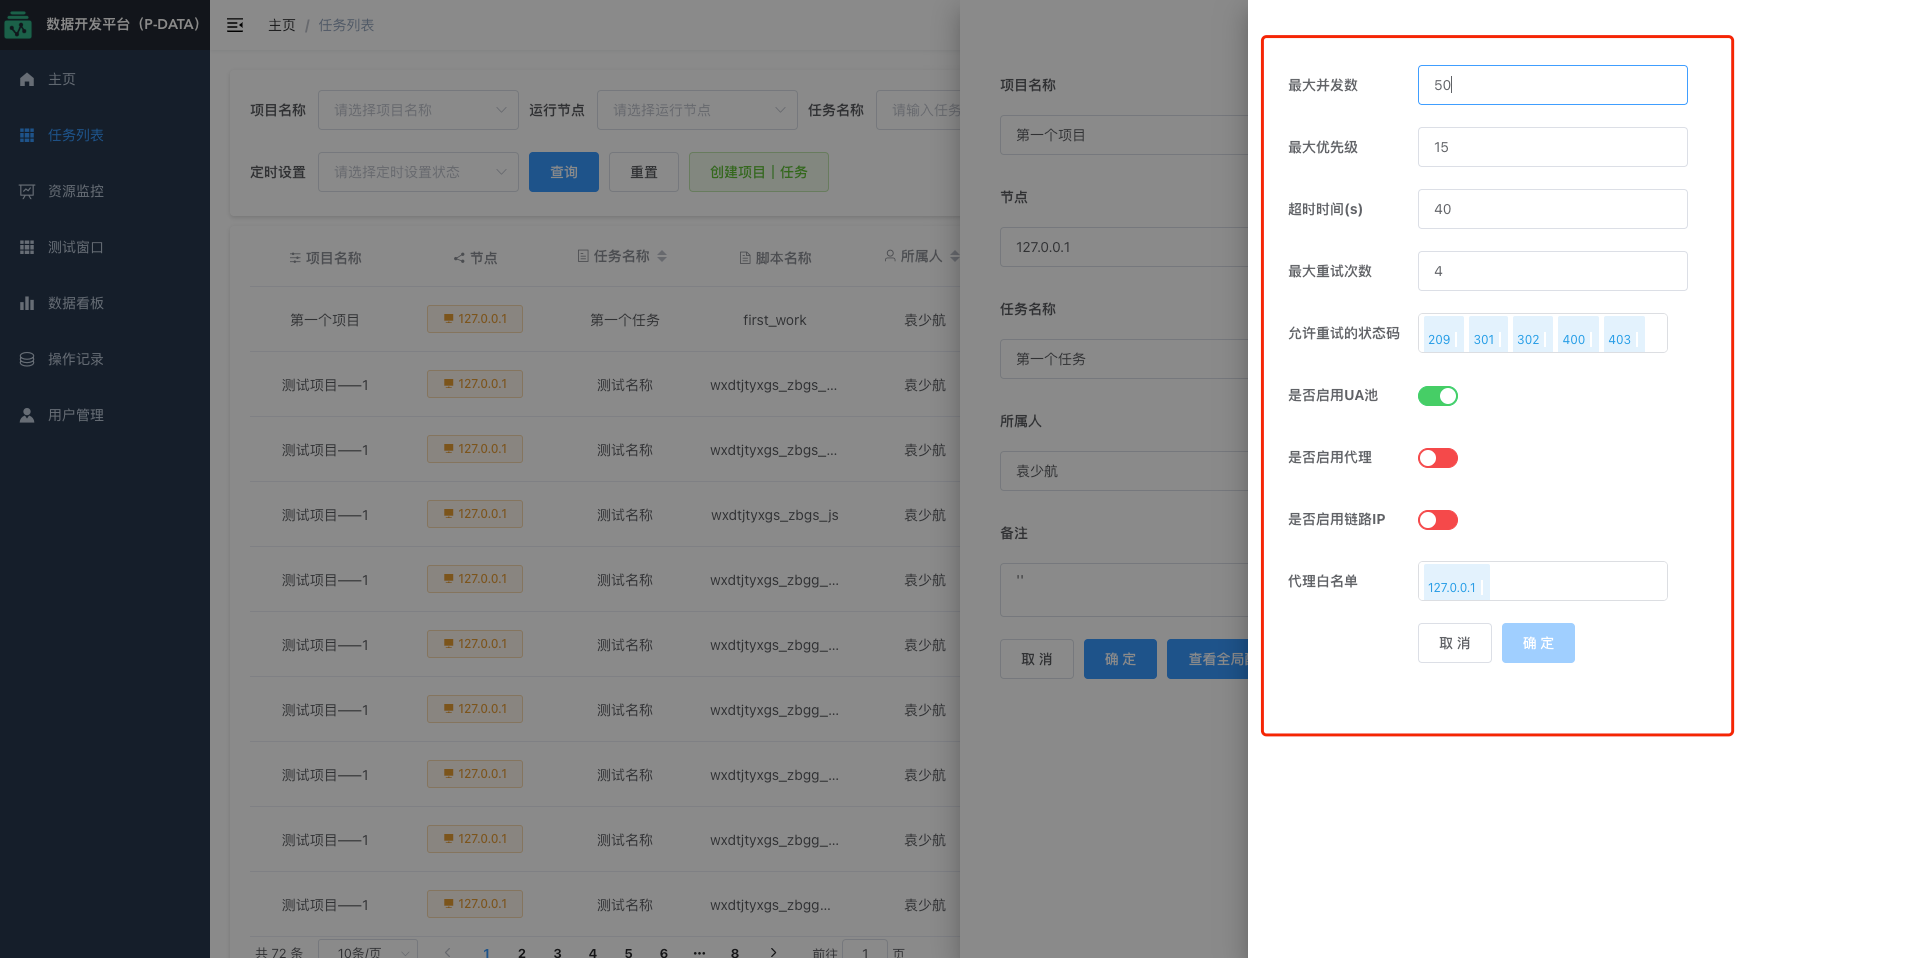 数据开发平台（P-DATA）
主页
任务列表
资源监控
测试窗口
数据看板
操作记录
用户管理
主页 / 任务列表
项目名称 请选择项目名称 运行节点 请选择运行节点 任务名称 请输入任务
定时设置 请选择定时设置状态 查询 重置 创建项目 | 任务
项目名称 节点 任务名称 脚本名称 所属人
第一个项目 127.0.0.1 第一个任务 first_work 袁少航
测试项目——1 127.0.0.1 测试名称 wxdtjtyxgs_zbgs_... 袁少航
测试项目——1 127.0.0.1 测试名称 wxdtjtyxgs_zbgs_... 袁少航
测试项目——1 127.0.0.1 测试名称 wxdtjtyxgs_zbgs_js 袁少航
测试项目——1 127.0.0.1 测试名称 wxdtjtyxgs_zbgg_... 袁少航
测试项目——1 127.0.0.1 测试名称 wxdtjtyxgs_zbgg_... 袁少航
测试项目——1 127.0.0.1 测试名称 wxdtjtyxgs_zbgg_... 袁少航
测试项目——1 127.0.0.1 测试名称 wxdtjtyxgs_zbgg_... 袁少航
测试项目——1 127.0.0.1 测试名称 wxdtjtyxgs_zbgg_... 袁少航
测试项目——1 127.0.0.1 测试名称 wxdtjtyxgs_zbgg... 袁少航
共 72 条 10条/页 1 2 3 4 5 6 ··· 8 前往 1 页
项目名称
第一个项目
节点
127.0.0.1
任务名称
第一个任务
所属人
袁少航
备注
''
取 消 确 定 查看全局
最大并发数 50
最大优先级 15
超时时间(s) 40
最大重试次数 4
允许重试的状态码 209 301 302 400 403
是否启用UA池
是否启用代理
是否启用链路IP
代理白名单 127.0.0.1
取 消 确 定